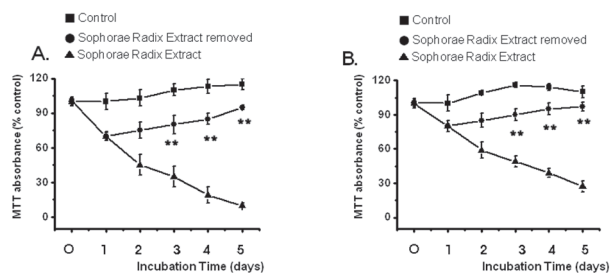 Control
Sophorae Radix Extract removed
Sophorae Radix Extract
A.
MTT absorbance (% control)
120
90
60
30
0
**
**
**
O 1 2 3 4 5
Incubation Time (days)
Control
Sophorae Radix Extract removed
Sophorae Radix Extract
B.
MTT absorbance (% control)
120
90
60
30
0
**
**
**
O 1 2 3 4 5
Incubation Time (days)